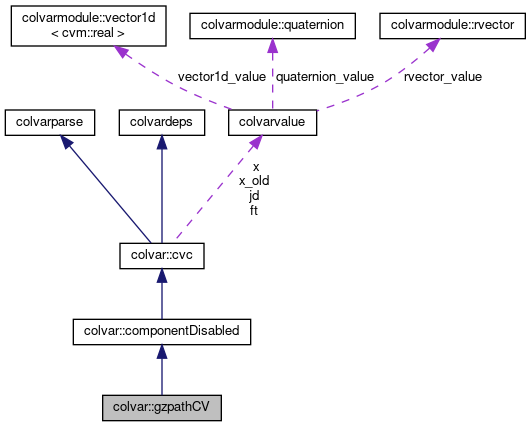 colvarmodule::vector1d
< cvm::real >
colvarmodule::quaternion
colvarmodule::rvector
vector1d_value
quaternion_value
rvector_value
colvarparse
colvardeps
colvarvalue
x
x_old
jd
ft
colvar::cvc
colvar::componentDisabled
colvar::gzpathCV